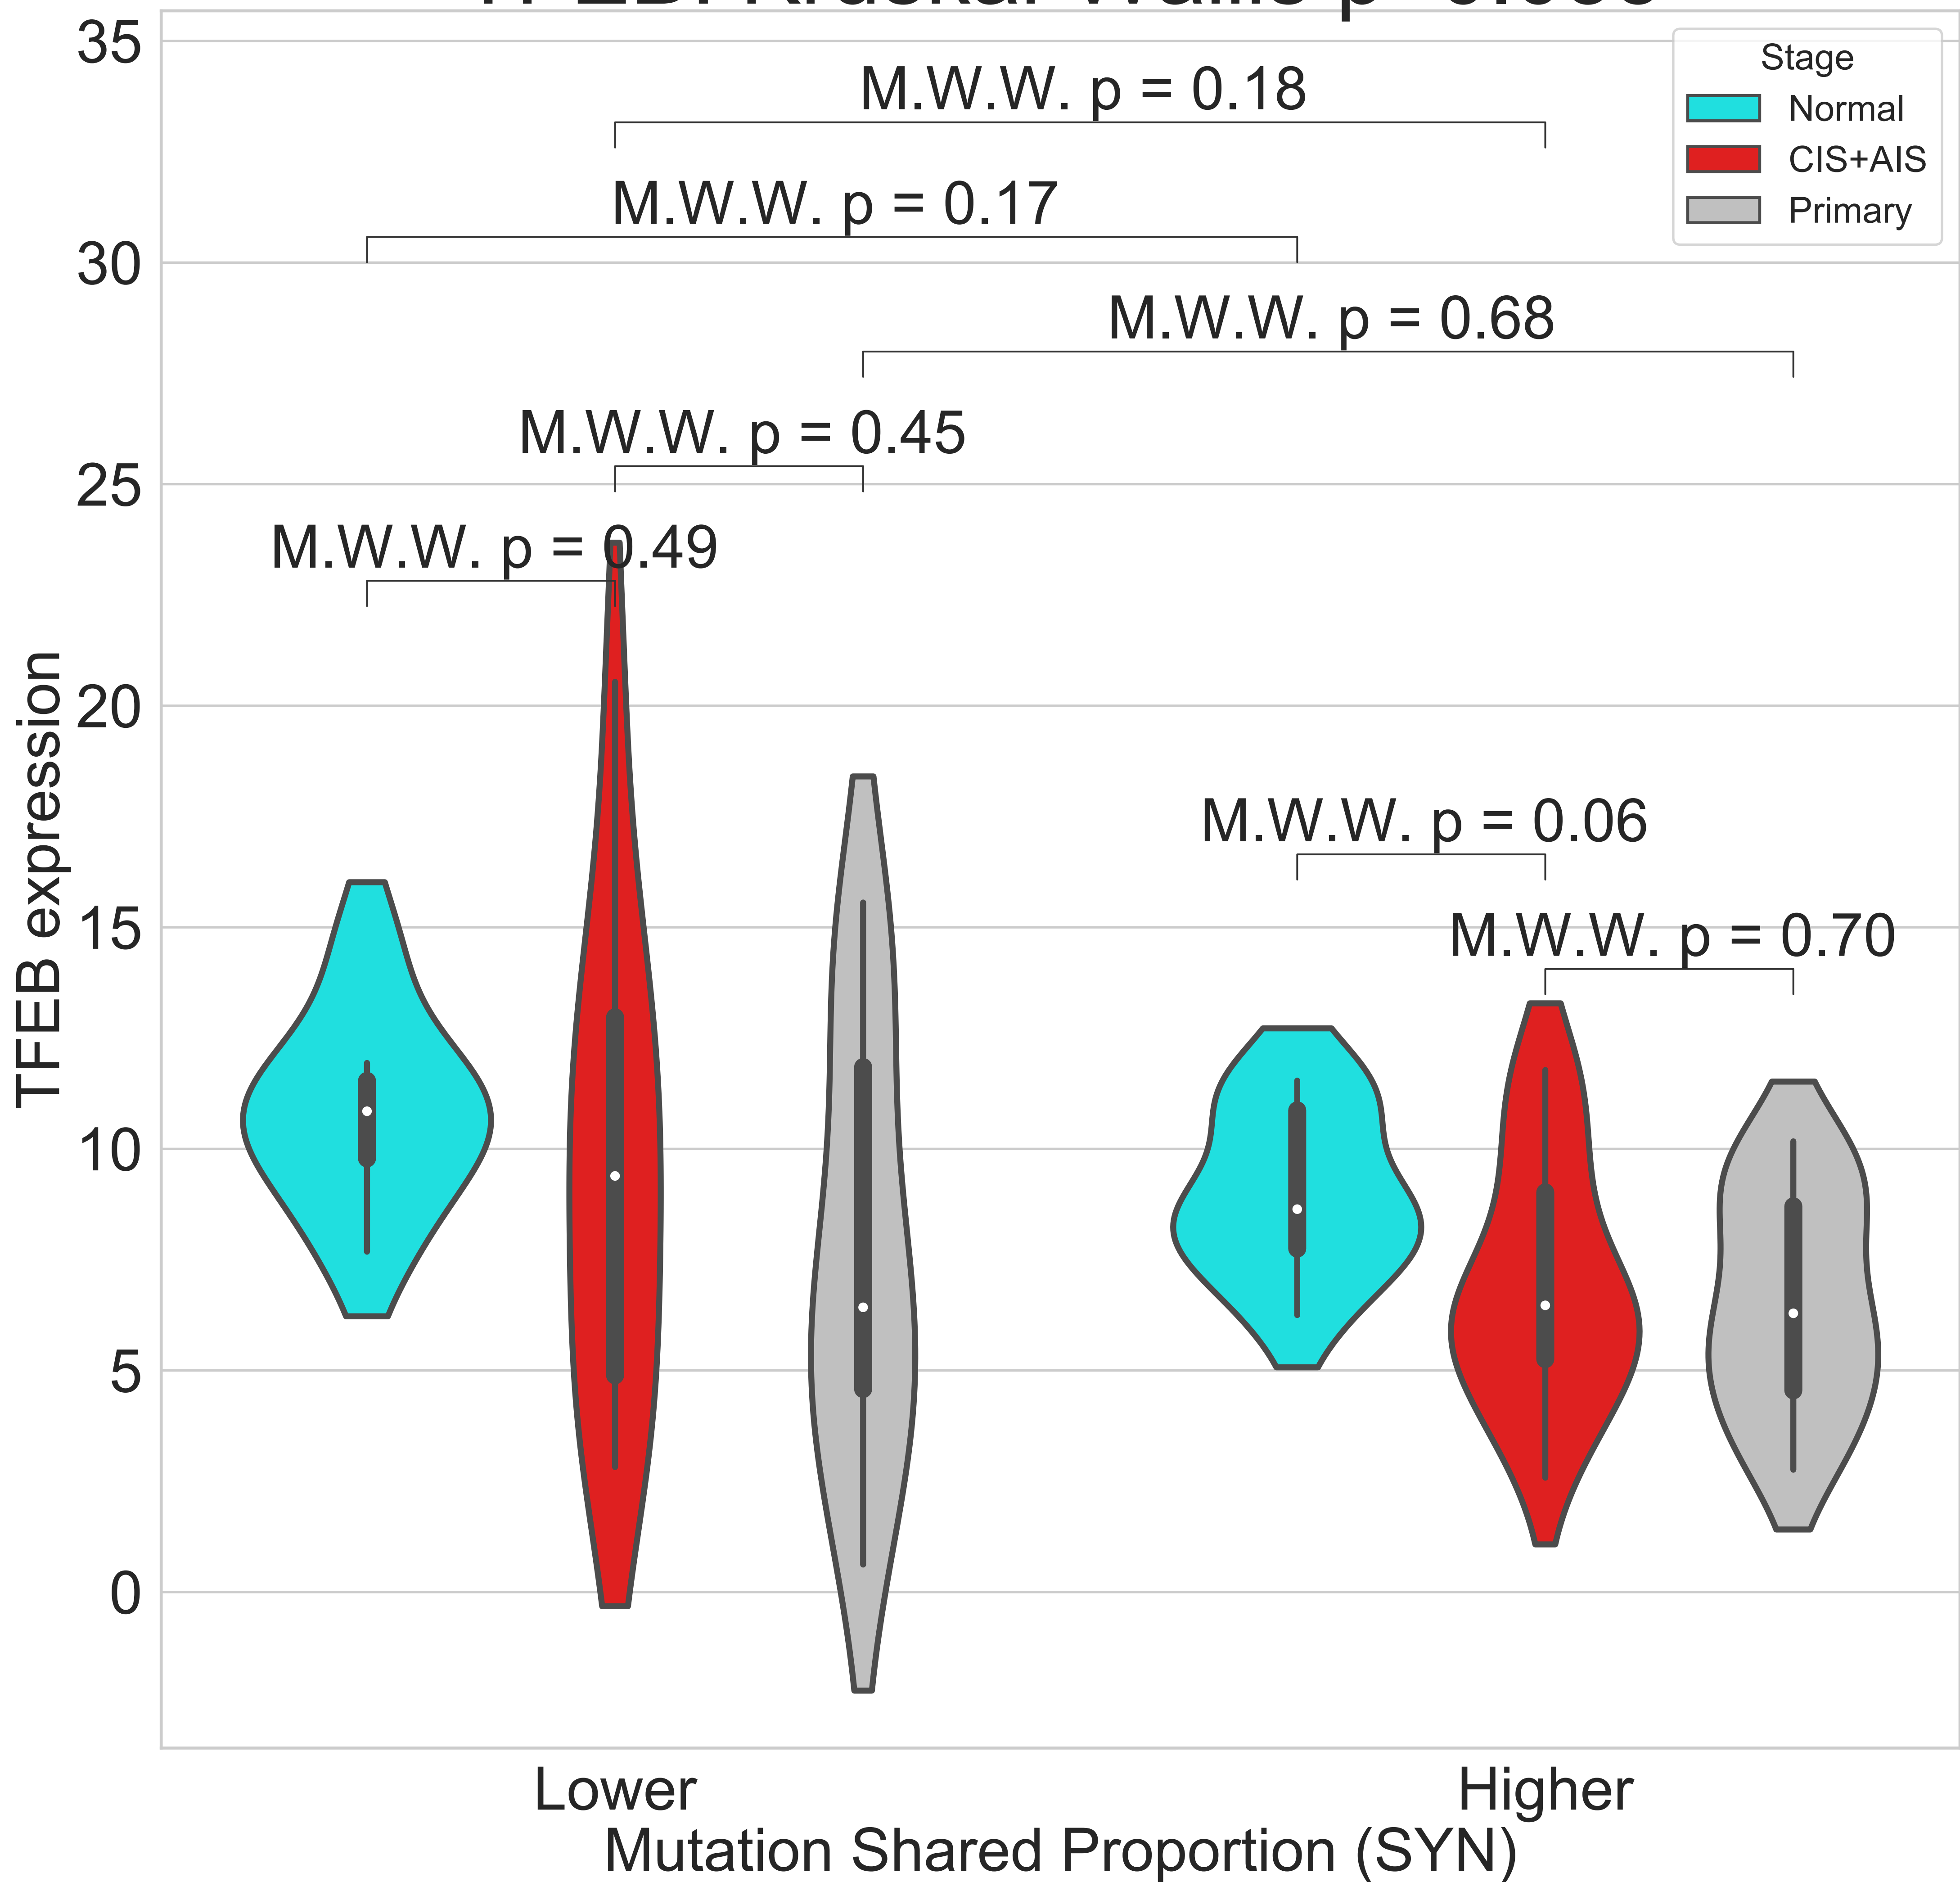 35
M.W.W. p = 0.18
Stage
Normal
CIS+AIS
Primary
M.W.W. p = 0.17
30
M.W.W. p = 0.68
M.W.W. p = 0.45
25
M.W.W. p = 0.49
20
M.W.W. p = 0.06
15
M.W.W. p = 0.70
10
5
0
TFEB expression
Lower
Higher
Mutation Shared Proportion (SYN)